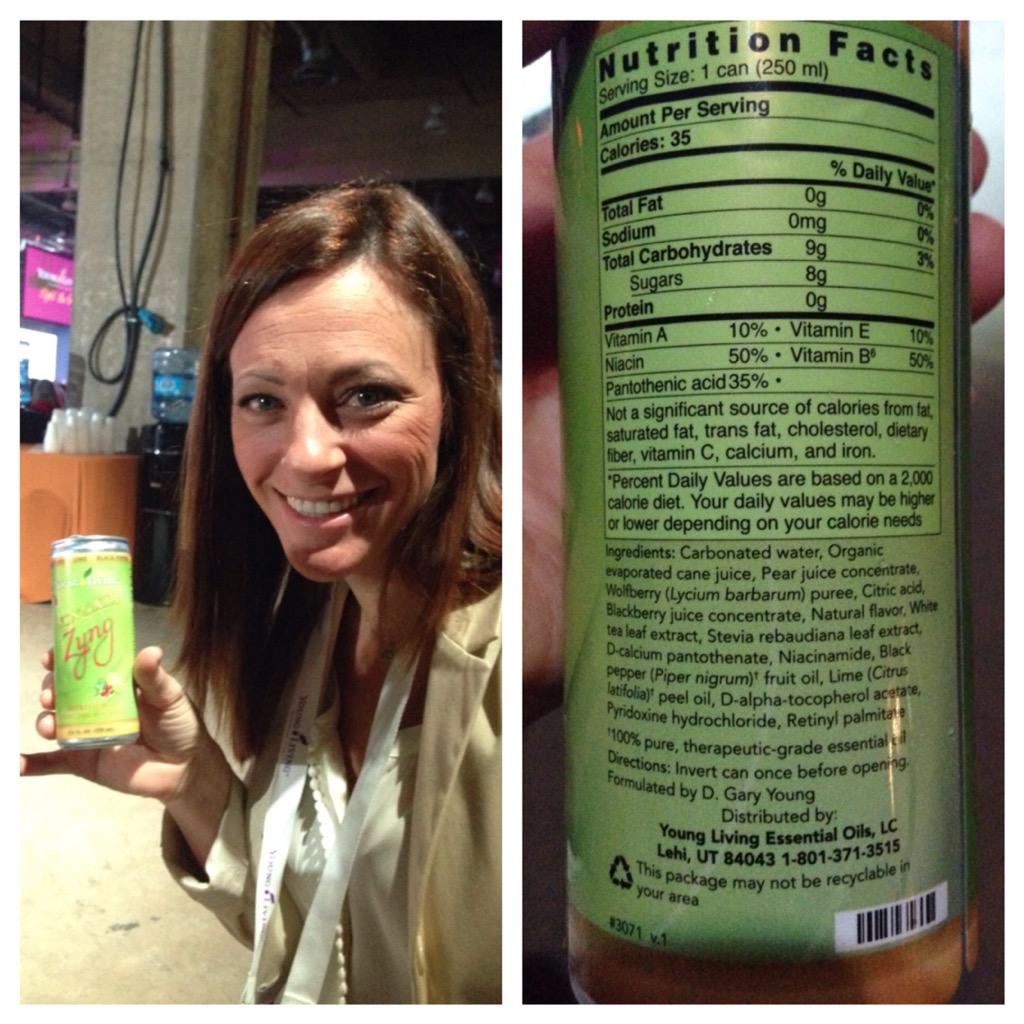 Zyng
YOUNG LIVING
YOUNG LIVING
Nutrition Facts
Serving Size: 1 can (250 ml)
Amount Per Serving
Calories: 35
% Daily Value*
Total Fat 0g 0%
Sodium 0mg 0%
Total Carbohydrates 9g 3%
Sugars 8g
Protein 0g
Vitamin A 10% • Vitamin E 10%
Niacin 50% • Vitamin B⁶ 50%
Pantothenic acid 35% •
Not a significant source of calories from fat,
saturated fat, trans fat, cholesterol, dietary
fiber, vitamin C, calcium, and iron.
*Percent Daily Values are based on a 2,000
calorie diet. Your daily values may be higher
or lower depending on your calorie needs
Ingredients: Carbonated water, Organic
evaporated cane juice, Pear juice concentrate,
Wolfberry (Lycium barbarum) puree, Citric acid,
Blackberry juice concentrate, Natural flavor, White
tea leaf extract, Stevia rebaudiana leaf extract,
D-calcium pantothenate, Niacinamide, Black
pepper (Piper nigrum)† fruit oil, Lime (Citrus
latifolia)† peel oil, D-alpha-tocopherol acetate,
Pyridoxine hydrochloride, Retinyl palmitate
†100% pure, therapeutic-grade essential oil
Directions: Invert can once before opening.
Formulated by D. Gary Young
Distributed by:
Young Living Essential Oils, LC
Lehi, UT 84043 1-801-371-3515
This package may not be recyclable in
your area
#3071 v.1